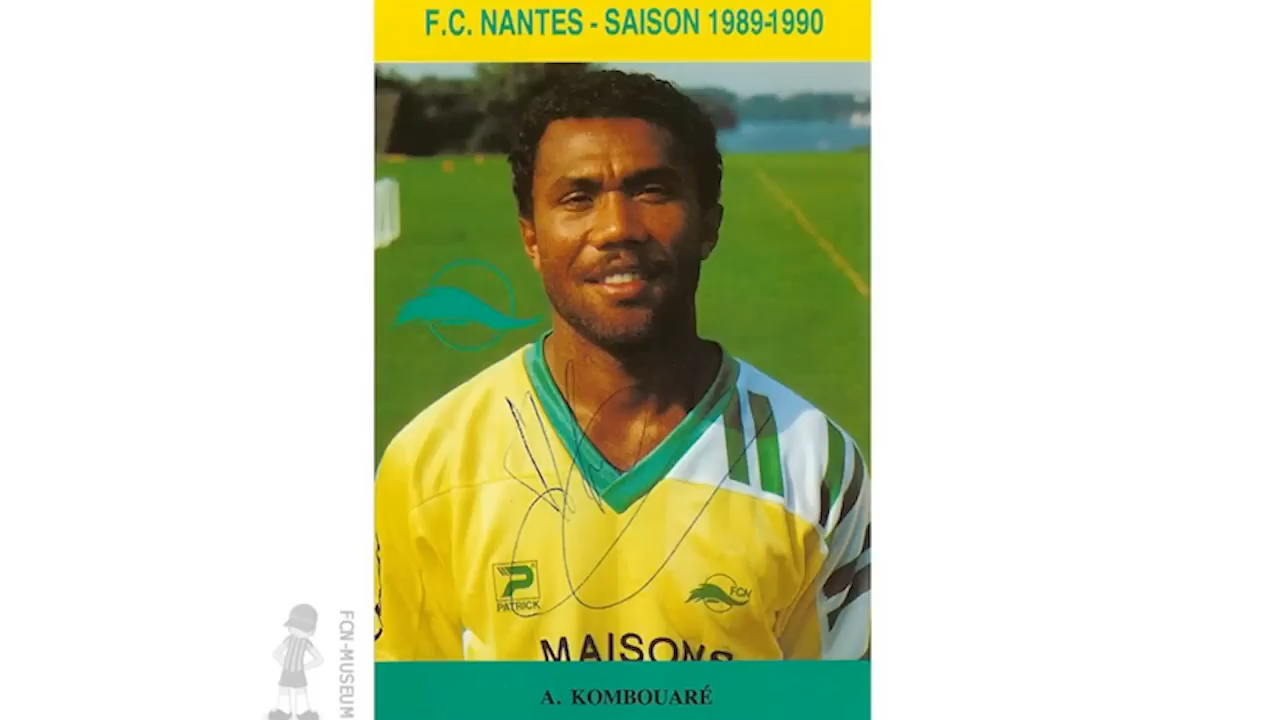 F.C. NANTES - SAISON 1989-1990
PATRICK
FCN
MAISONS
A. KOMBOUARÉ
FCN-MUSEUM